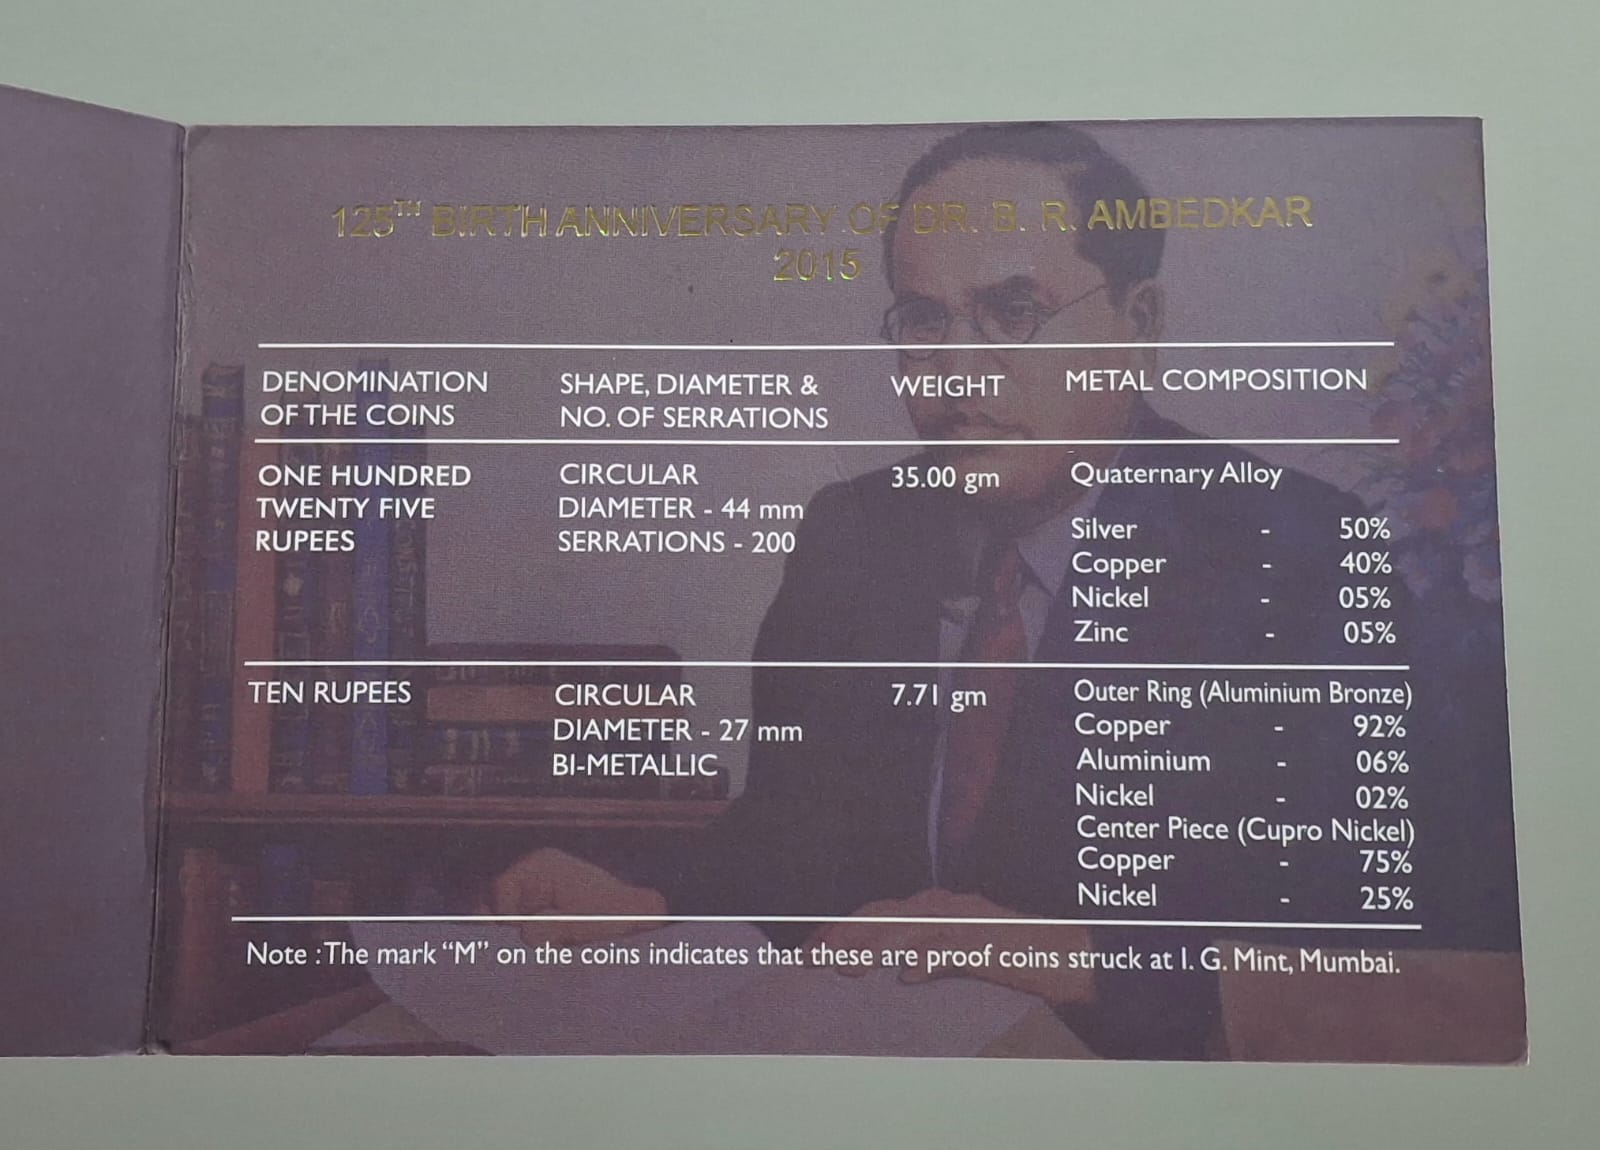 125TH BIRTH ANNIVERSARY OF DR. B. R. AMBEDKAR
2015
DENOMINATION OF THE COINS SHAPE, DIAMETER & NO. OF SERRATIONS WEIGHT METAL COMPOSITION
ONE HUNDRED TWENTY FIVE RUPEES
CIRCULAR
DIAMETER - 44 mm
SERRATIONS - 200
35.00 gm
Quaternary Alloy
Silver - 50%
Copper - 40%
Nickel - 05%
Zinc - 05%
TEN RUPEES
CIRCULAR
DIAMETER - 27 mm
BI-METALLIC
7.71 gm
Outer Ring (Aluminium Bronze)
Copper - 92%
Aluminium - 06%
Nickel - 02%
Center Piece (Cupro Nickel)
Copper - 75%
Nickel - 25%
Note : The mark “M” on the coins indicates that these are proof coins struck at I. G. Mint, Mumbai.